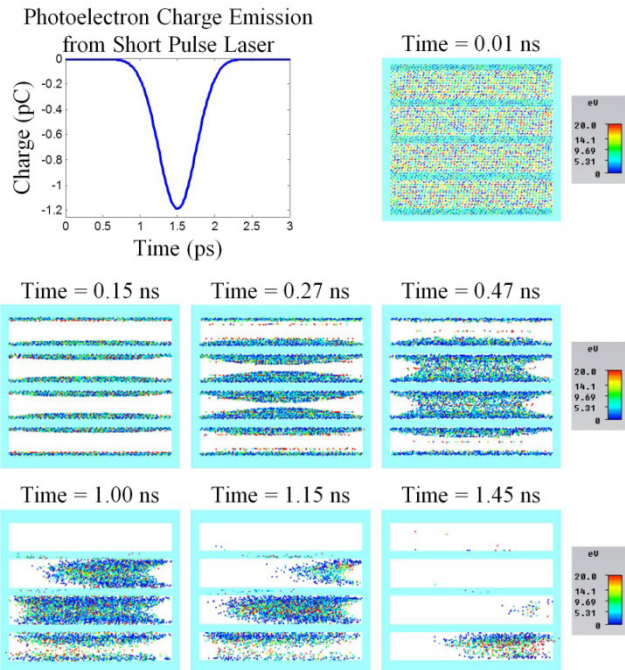 Photoelectron Charge Emission
from Short Pulse Laser
0
-0.2
-0.4
-0.6
-0.8
-1
-1.2
Charge (pC)
0 0.5 1 1.5 2 2.5 3
Time (ps)
Time = 0.01 ns
eV
20.0
14.1
9.69
5.31
0
Time = 0.15 ns
Time = 0.27 ns
Time = 0.47 ns
eV
20.0
14.1
9.69
5.31
0
Time = 1.00 ns
Time = 1.15 ns
Time = 1.45 ns
eV
20.0
14.1
9.69
5.31
0